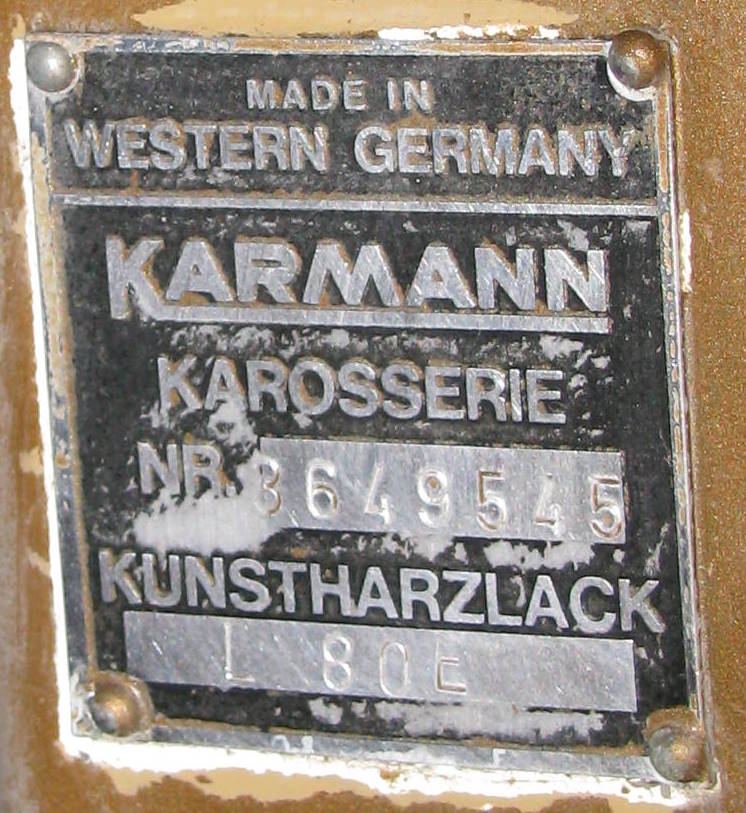 MADE IN
WESTERN GERMANY
KARMANN
KAROSSERIE
NR. 3649545
KUNSTHARZLACK
L 80E